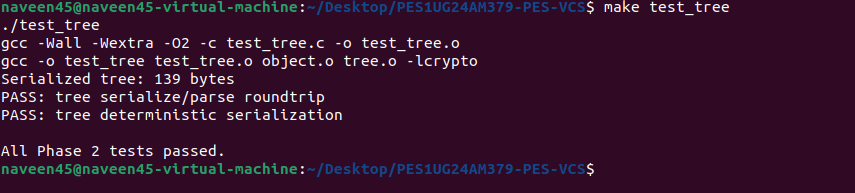 naveen45@naveen45-virtual-machine:~/Desktop/PES1UG24AM379-PES-VCS$ make test_tree
./test_tree
gcc -Wall -Wextra -O2 -c test_tree.c -o test_tree.o
gcc -o test_tree test_tree.o object.o tree.o -lcrypto
Serialized tree: 139 bytes
PASS: tree serialize/parse roundtrip
PASS: tree deterministic serialization
All Phase 2 tests passed.
naveen45@naveen45-virtual-machine:~/Desktop/PES1UG24AM379-PES-VCS$